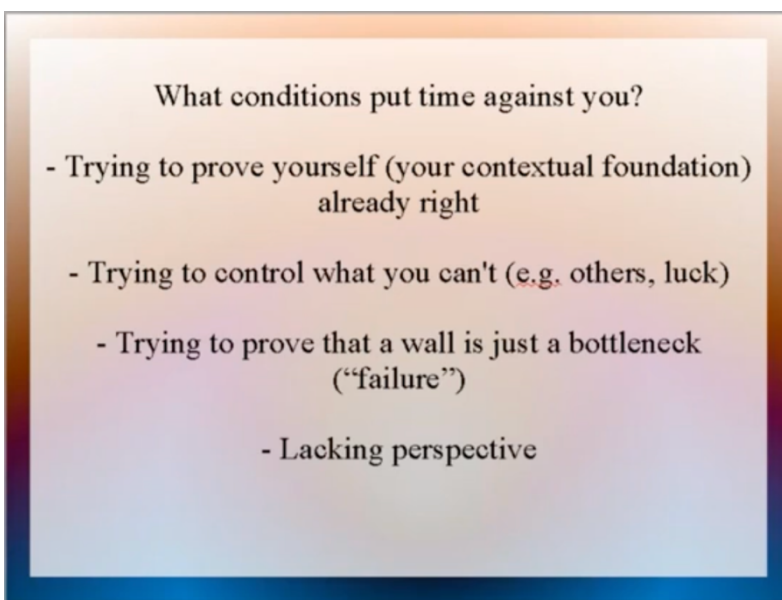 What conditions put time against you?
- Trying to prove yourself (your contextual foundation)
already right
- Trying to control what you can't (e.g. others, luck)
- Trying to prove that a wall is just a bottleneck
(“failure”)
- Lacking perspective